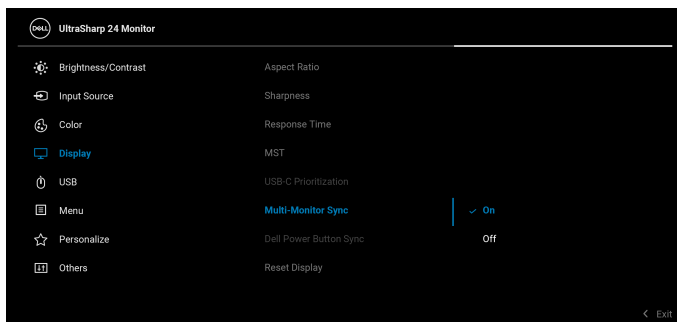 DELL UltraSharp 24 Monitor
Brightness/Contrast Aspect Ratio
Input Source Sharpness
Color Response Time
Display MST
USB USB-C Prioritization
Menu Multi-Monitor Sync On
Personalize Dell Power Button Sync Off
Others Reset Display
Exit